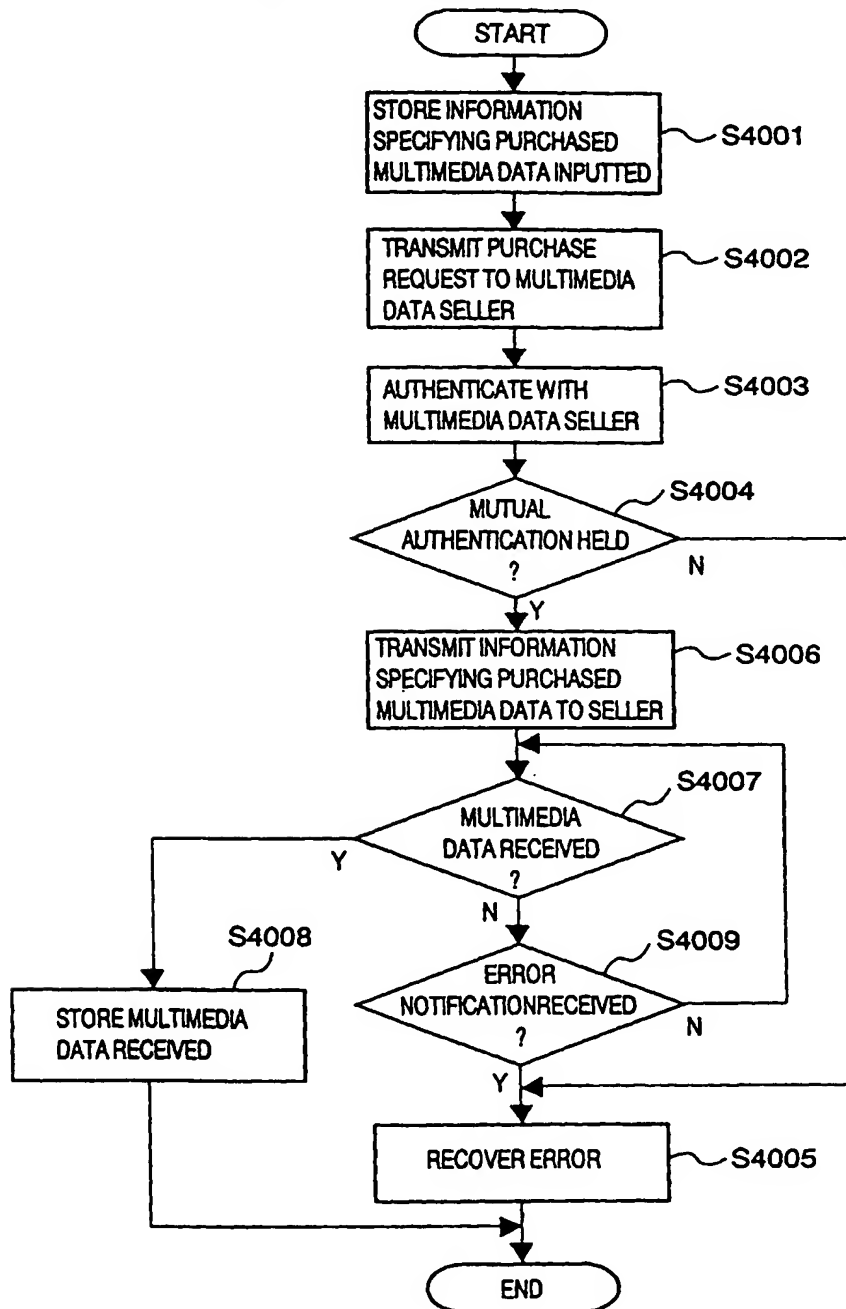 START
STORE INFORMATION
SPECIFYING PURCHASED
MULTIMEDIA DATA INPUTTED
S4001
TRANSMIT PURCHASE
REQUEST TO MULTIMEDIA
DATA SELLER
S4002
AUTHENTICATE WITH
MULTIMEDIA DATA SELLER
S4003
MUTUAL
AUTHENTICATION HELD
?
S4004
N
Y
TRANSMIT INFORMATION
SPECIFYING PURCHASED
MULTIMEDIA DATA TO SELLER
S4006
MULTIMEDIA
DATA RECEIVED
?
S4007
Y
N
S4008
STORE MULTIMEDIA
DATA RECEIVED
ERROR
NOTIFICATIONRECEIVED
?
S4009
N
Y
RECOVER ERROR
S4005
END